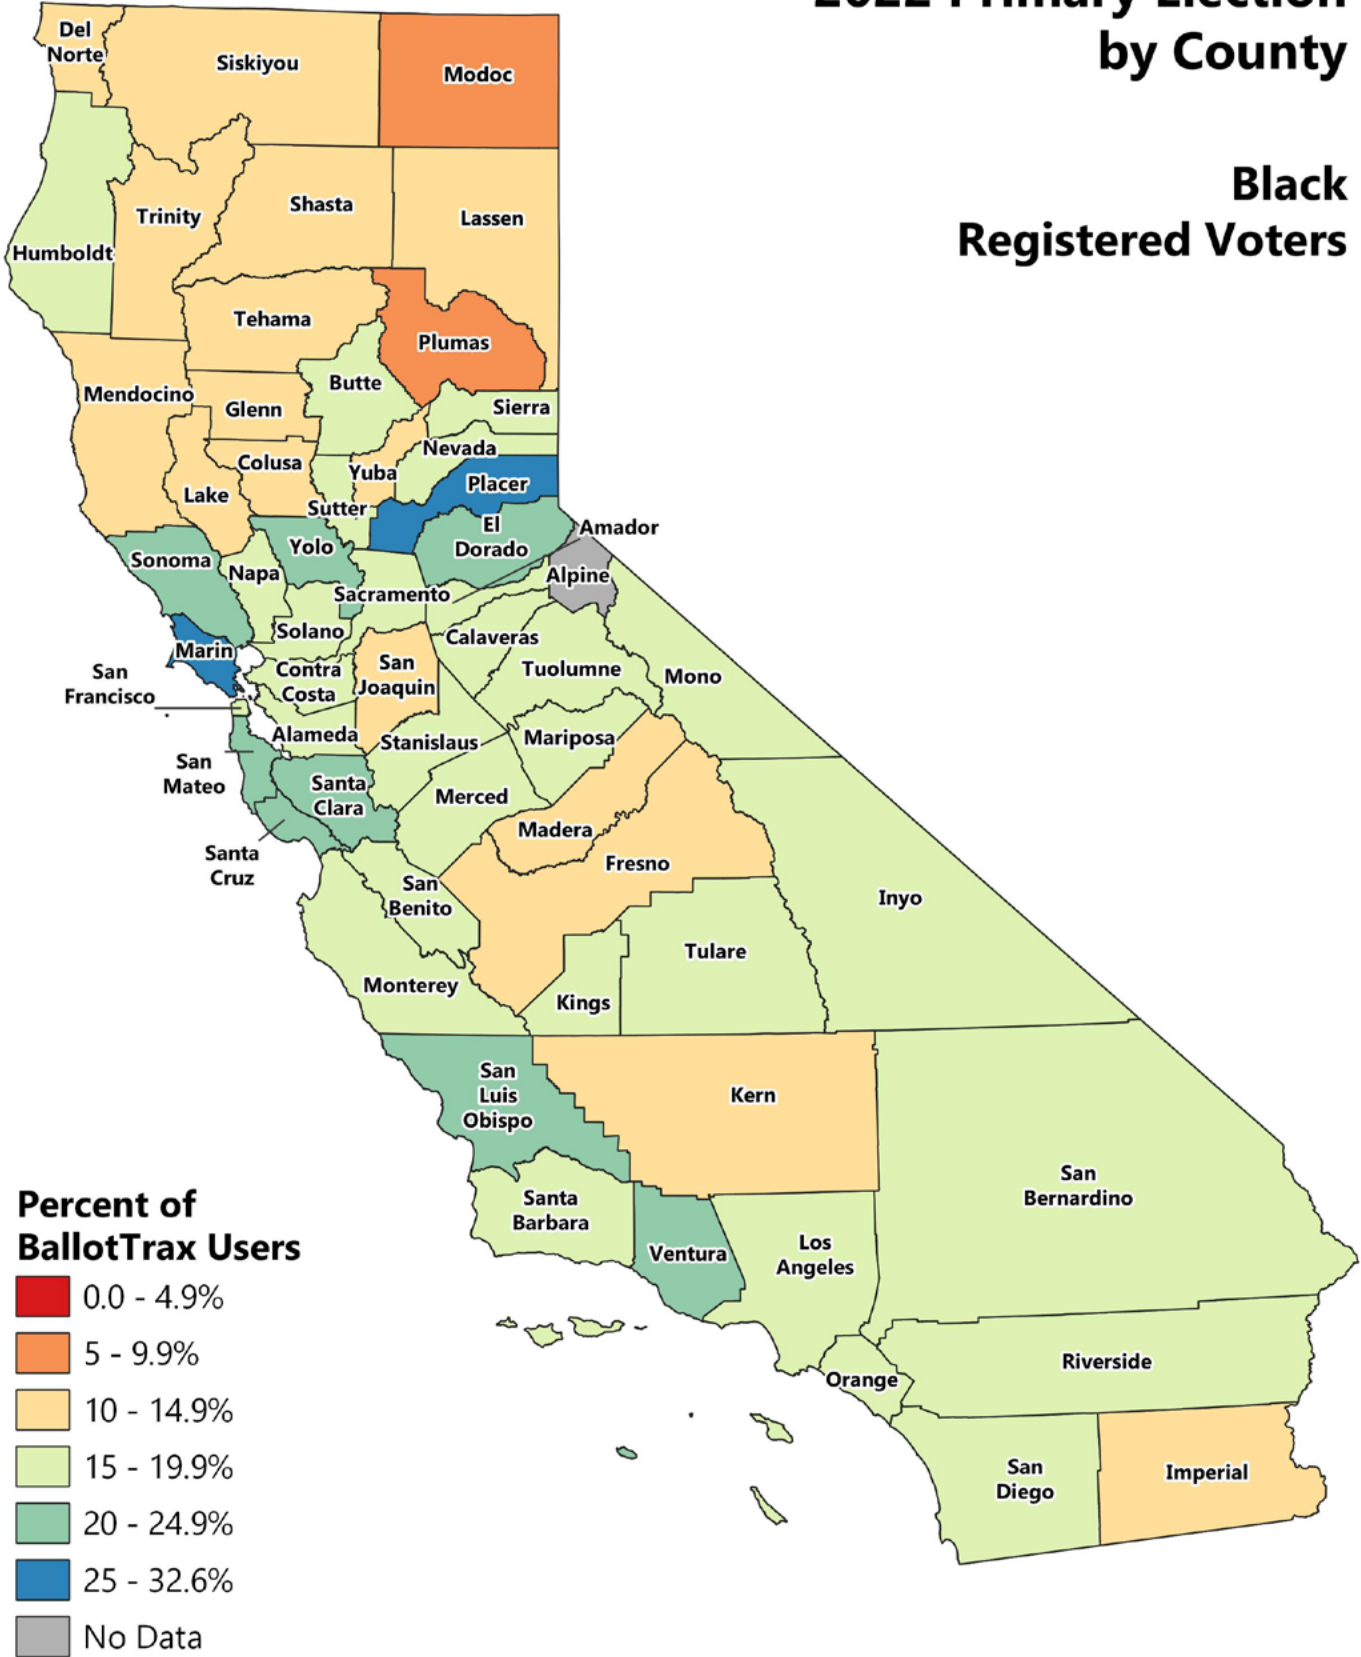 2022 Primary Election
by County
Black
Registered Voters
Del
Norte
Siskiyou
Modoc
Humboldt
Trinity
Shasta
Lassen
Tehama
Plumas
Mendocino
Glenn
Butte
Sierra
Colusa
Yuba
Nevada
Lake
Sutter
Placer
Sonoma
Napa
Yolo
El
Dorado
Amador
Sacramento
Alpine
Marin
Solano
Calaveras
San
Francisco
Contra
Costa
San
Joaquin
Tuolumne
Mono
San
Mateo
Alameda
Stanislaus
Mariposa
Santa
Clara
Merced
Santa
Cruz
Madera
Fresno
San
Benito
Inyo
Monterey
Kings
Tulare
San
Luis
Obispo
Kern
Santa
Barbara
Ventura
Los
Angeles
San
Bernardino
Orange
Riverside
San
Diego
Imperial
Percent of
BallotTrax Users
0.0 - 4.9%
5 - 9.9%
10 - 14.9%
15 - 19.9%
20 - 24.9%
25 - 32.6%
No Data